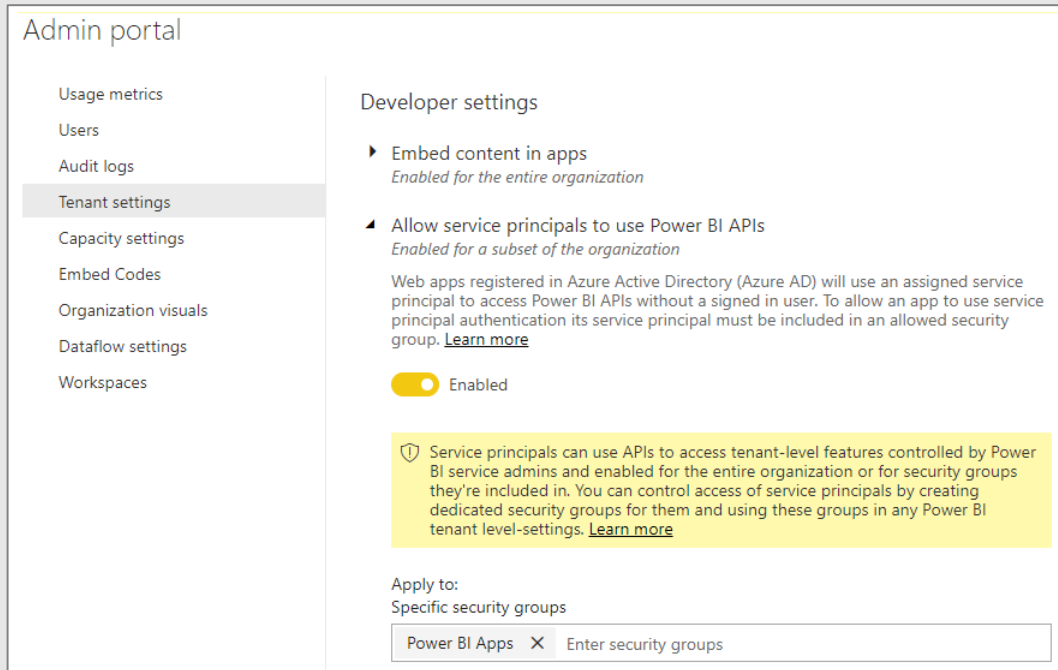 Admin portal
Usage metrics
Users
Audit logs
Tenant settings
Capacity settings
Embed Codes
Organization visuals
Dataflow settings
Workspaces
Developer settings
Embed content in apps
Enabled for the entire organization
Allow service principals to use Power BI APIs
Enabled for a subset of the organization
Web apps registered in Azure Active Directory (Azure AD) will use an assigned service
principal to access Power BI APIs without a signed in user. To allow an app to use service
principal authentication its service principal must be included in an allowed security
group. Learn more
Enabled
Service principals can use APIs to access tenant-level features controlled by Power
BI service admins and enabled for the entire organization or for security groups
they're included in. You can control access of service principals by creating
dedicated security groups for them and using these groups in any Power BI
tenant level-settings. Learn more
Apply to:
Specific security groups
Power BI Apps Enter security groups